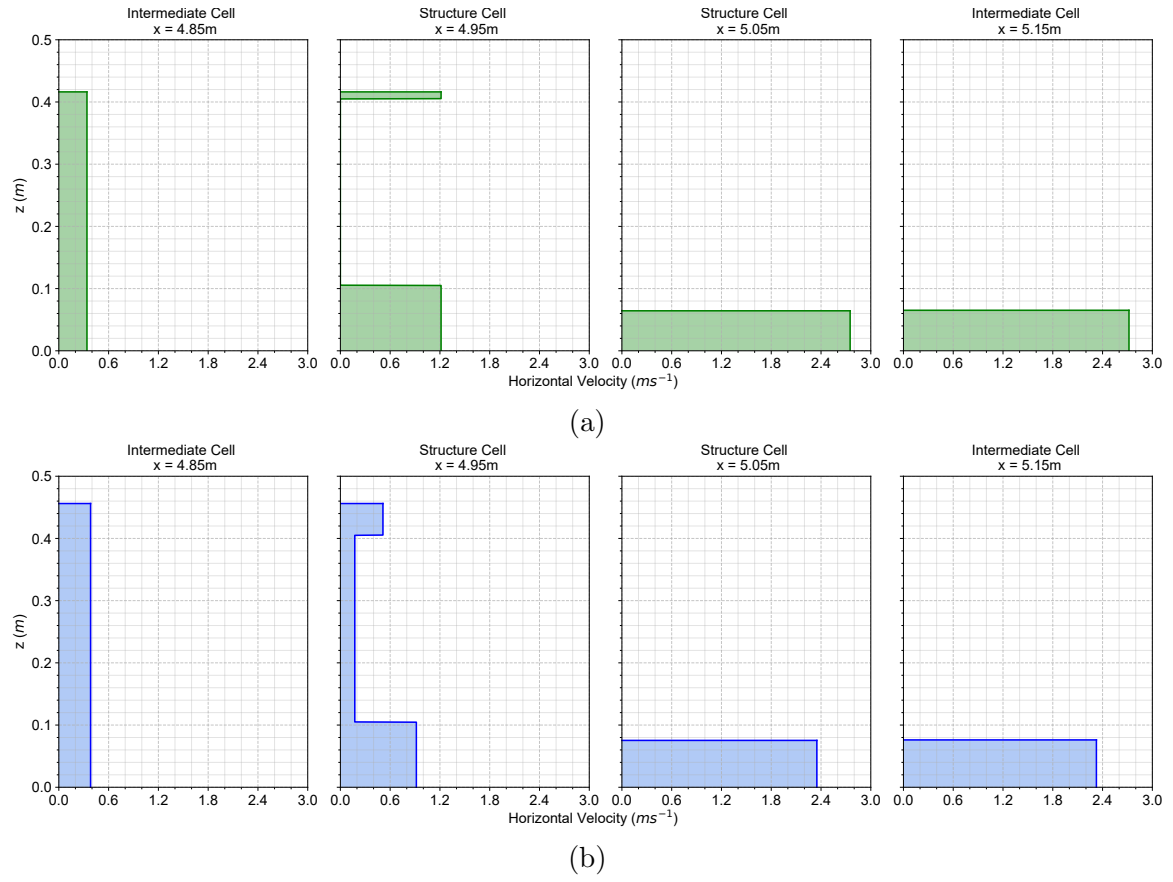 Intermediate Cell
x = 4.85m
Structure Cell
x = 4.95m
Structure Cell
x = 5.05m
Intermediate Cell
x = 5.15m
0.5
0.4
0.3
0.2
0.1
0.0
z (m)
0.0 0.6 1.2 1.8 2.4 3.0
0.0 0.6 1.2 1.8 2.4 3.0
0.0 0.6 1.2 1.8 2.4 3.0
0.0 0.6 1.2 1.8 2.4 3.0
Horizontal Velocity (ms⁻¹)
(a)
Intermediate Cell
x = 4.85m
Structure Cell
x = 4.95m
Structure Cell
x = 5.05m
Intermediate Cell
x = 5.15m
0.5
0.4
0.3
0.2
0.1
0.0
z (m)
0.0 0.6 1.2 1.8 2.4 3.0
0.0 0.6 1.2 1.8 2.4 3.0
0.0 0.6 1.2 1.8 2.4 3.0
0.0 0.6 1.2 1.8 2.4 3.0
Horizontal Velocity (ms⁻¹)
(b)